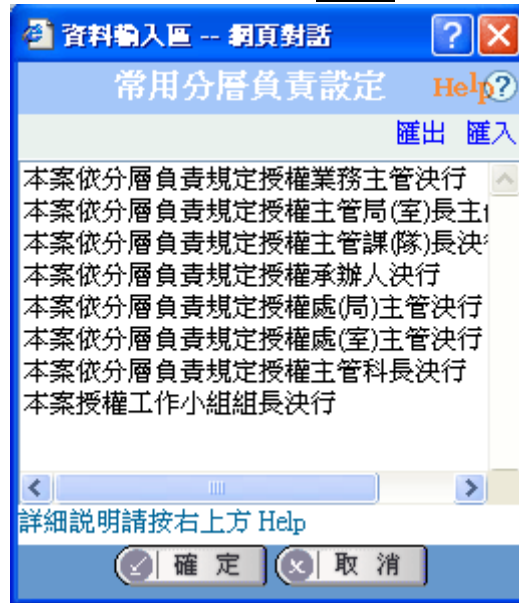 資料輸入區 -- 網頁對話
常用分層負責設定 Help
匯出 匯入
本案依分層負責規定授權業務主管決行
本案依分層負責規定授權主管局(室)長主
本案依分層負責規定授權主管課(隊)長決
本案依分層負責規定授權承辦人決行
本案依分層負責規定授權處(局)主管決行
本案依分層負責規定授權處(室)主管決行
本案依分層負責規定授權主管科長決行
本案授權工作小組組長決行
詳細説明請按右上方 Help
確 定 取 消